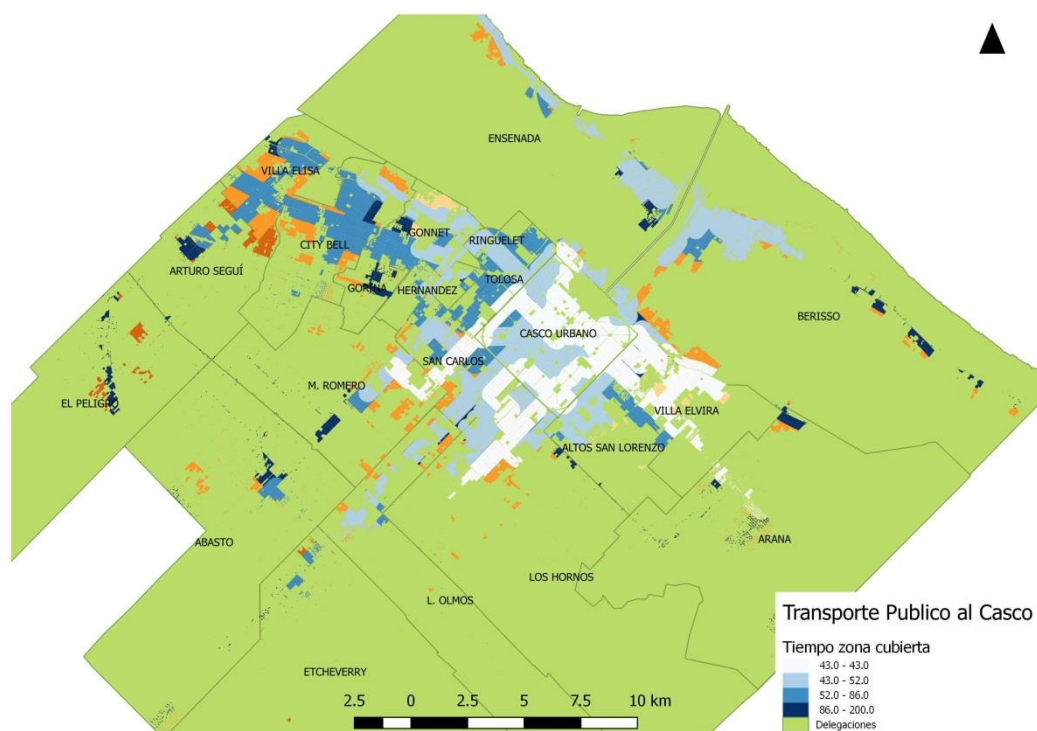 ENSENADA
VILLA ELISA
GONNET
RINGUELET
CITY BELL
ARTURO SEGUÍ
TOLOSA
GORINA
HERNANDEZ
BERISSO
CASCO URBANO
SAN CARLOS
M. ROMERO
EL PELIGRO
VILLA ELVIRA
ALTOS SAN LORENZO
ABASTO
ARANA
LOS HORNOS
L. OLMOS
ETCHEVERRY
2.5 0 2.5 5 7.5 10 km
Transporte Publico al Casco
Tiempo zona cubierta
43.0 - 43.0
43.0 - 52.0
52.0 - 86.0
86.0 - 200.0
Delegaciones